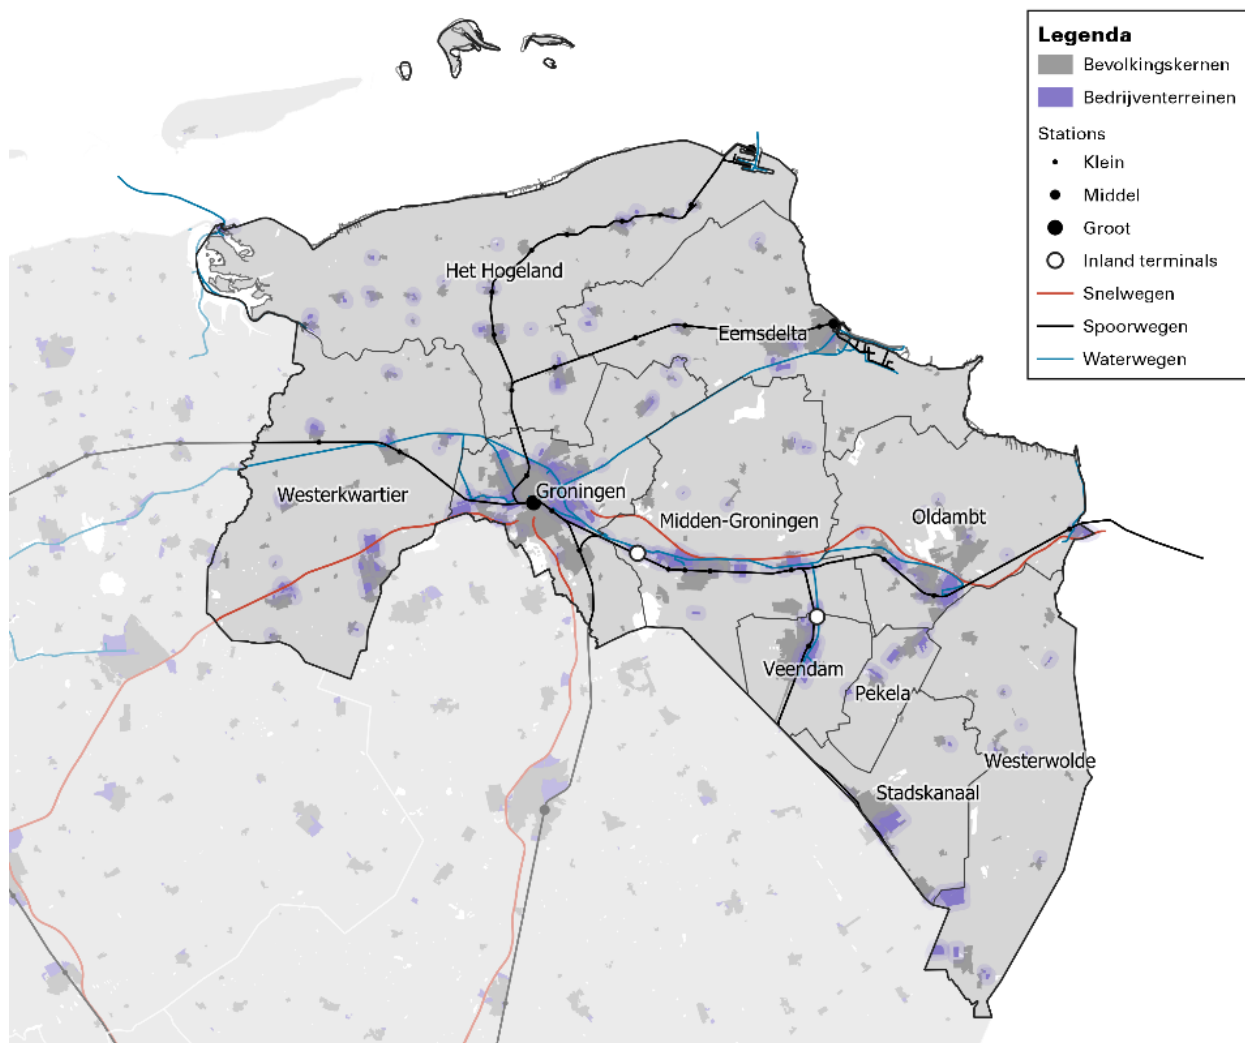 Legenda
Bevolkingskernen
Bedrijventerreinen
Stations
Klein
Middel
Groot
Inland terminals
Snelwegen
Spoorwegen
Waterwegen
Het Hogeland
Eemsdelta
Westerkwartier
Groningen
Midden-Groningen
Oldambt
Veendam
Pekela
Westerwolde
Stadskanaal